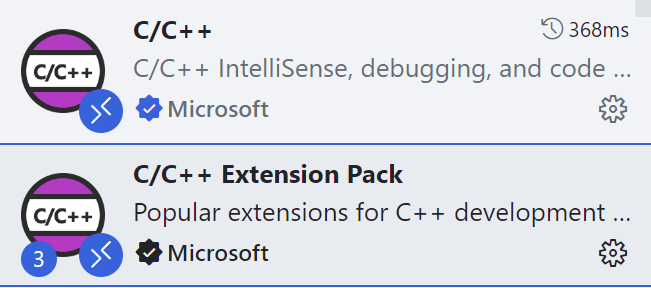 C/C++
368ms
C/C++
C/C++ IntelliSense, debugging, and code ...
Microsoft
C/C++ Extension Pack
C/C++
Popular extensions for C++ development ...
3
Microsoft